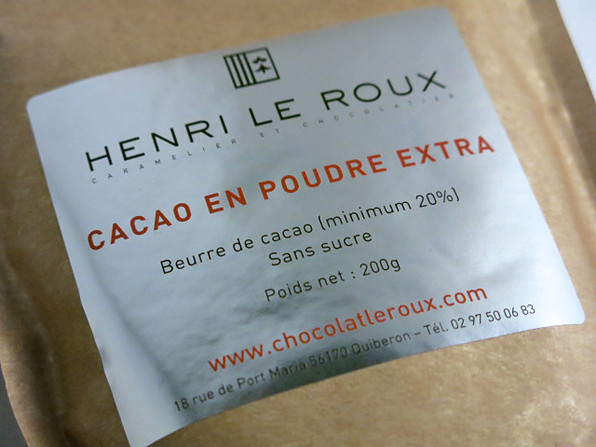 HENRI LE ROUX
CARAMELIER ET CHOCOLATIER
CACAO EN POUDRE EXTRA
Beurre de cacao (minimum 20%)
Sans sucre
Poids net : 200g
www.chocolatleroux.com
18 rue de Port Maria 56170 Quiberon – Tél. 02 97 50 06 83